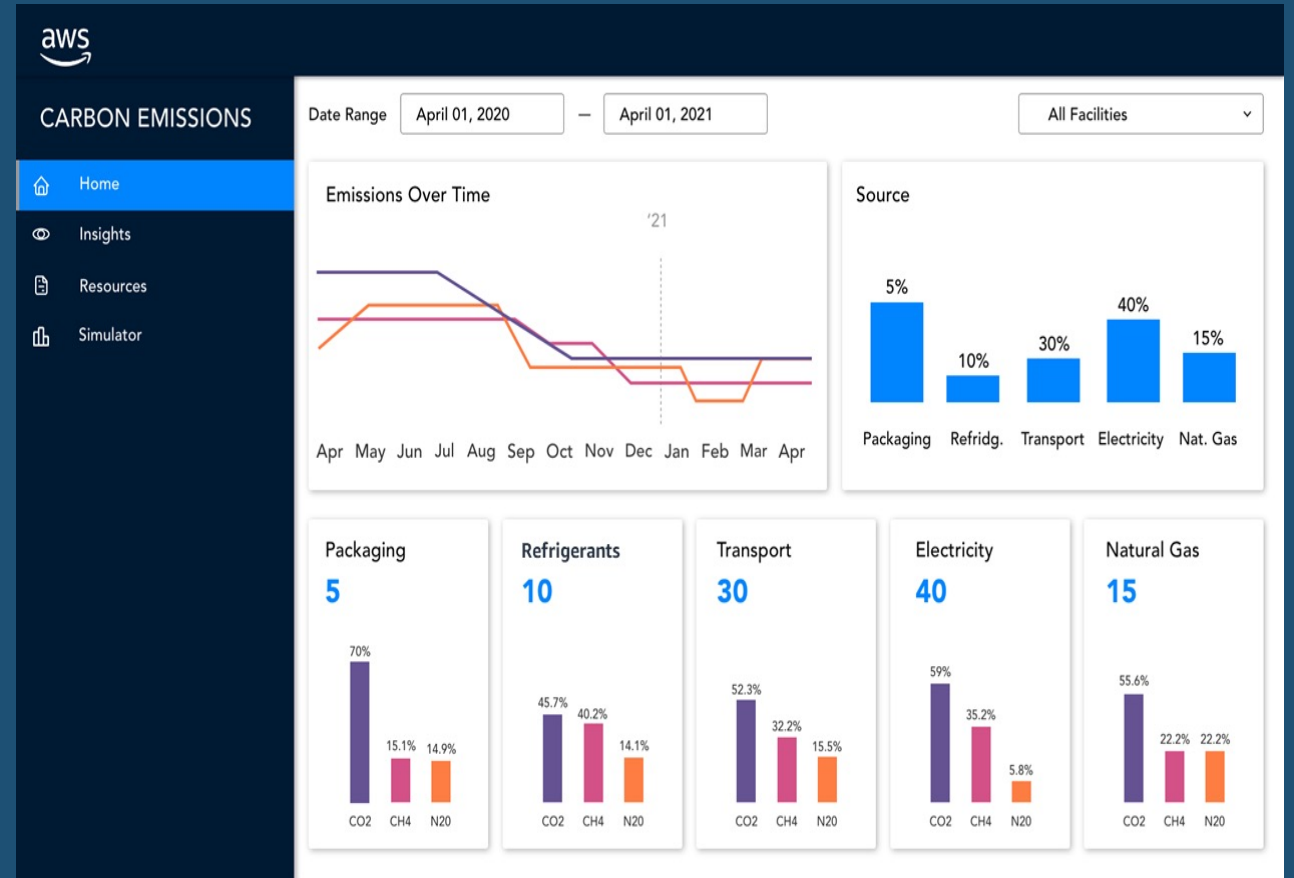 aws
CARBON EMISSIONS
Home
Insights
Resources
Simulator
Date Range April 01, 2020 – April 01, 2021
All Facilities
Emissions Over Time
‘21
Apr May Jun Jul Aug Sep Oct Nov Dec Jan Feb Mar Apr
Source
5% 10% 30% 40% 15%
Packaging Refridg. Transport Electricity Nat. Gas
Packaging
5
70% 15.1% 14.9%
CO2 CH4 N20
Refrigerants
10
45.7% 40.2% 14.1%
CO2 CH4 N20
Transport
30
52.3% 32.2% 15.5%
CO2 CH4 N20
Electricity
40
59% 35.2% 5.8%
CO2 CH4 N20
Natural Gas
15
55.6% 22.2% 22.2%
CO2 CH4 N20